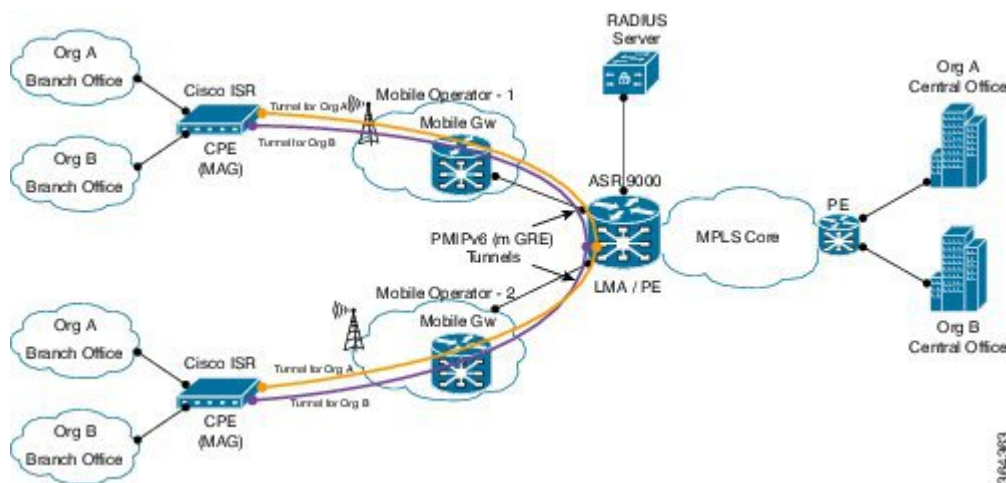 RADIUS
Server
Org A
Branch Office
Cisco ISR
CPE
(MAG)
Org B
Branch Office
Tunnel for Org A
Tunnel for Org B
Mobile Operator - 1
Mobile Gw
ASR 9000
PMIPv6 (m GRE)
Tunnels
LMA / PE
MPLS Core
PE
Org A
Central Office
Org B
Central Office
Mobile Operator - 2
Mobile Gw
Org A
Branch Office
Cisco ISR
CPE
(MAG)
Org B
Branch Office
Tunnel for Org A
Tunnel for Org B
364363